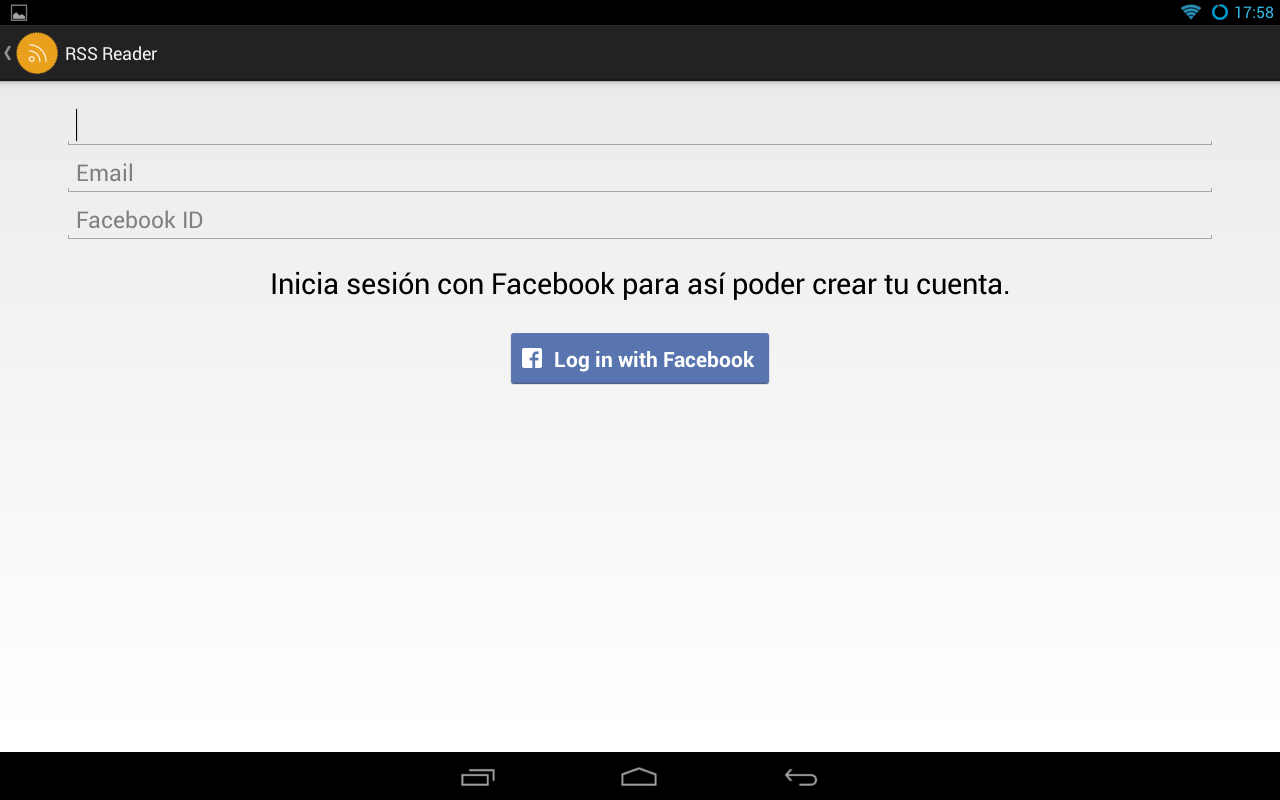 17:58
RSS Reader
Email
Facebook ID
Inicia sesión con Facebook para así poder crear tu cuenta.
Log in with Facebook